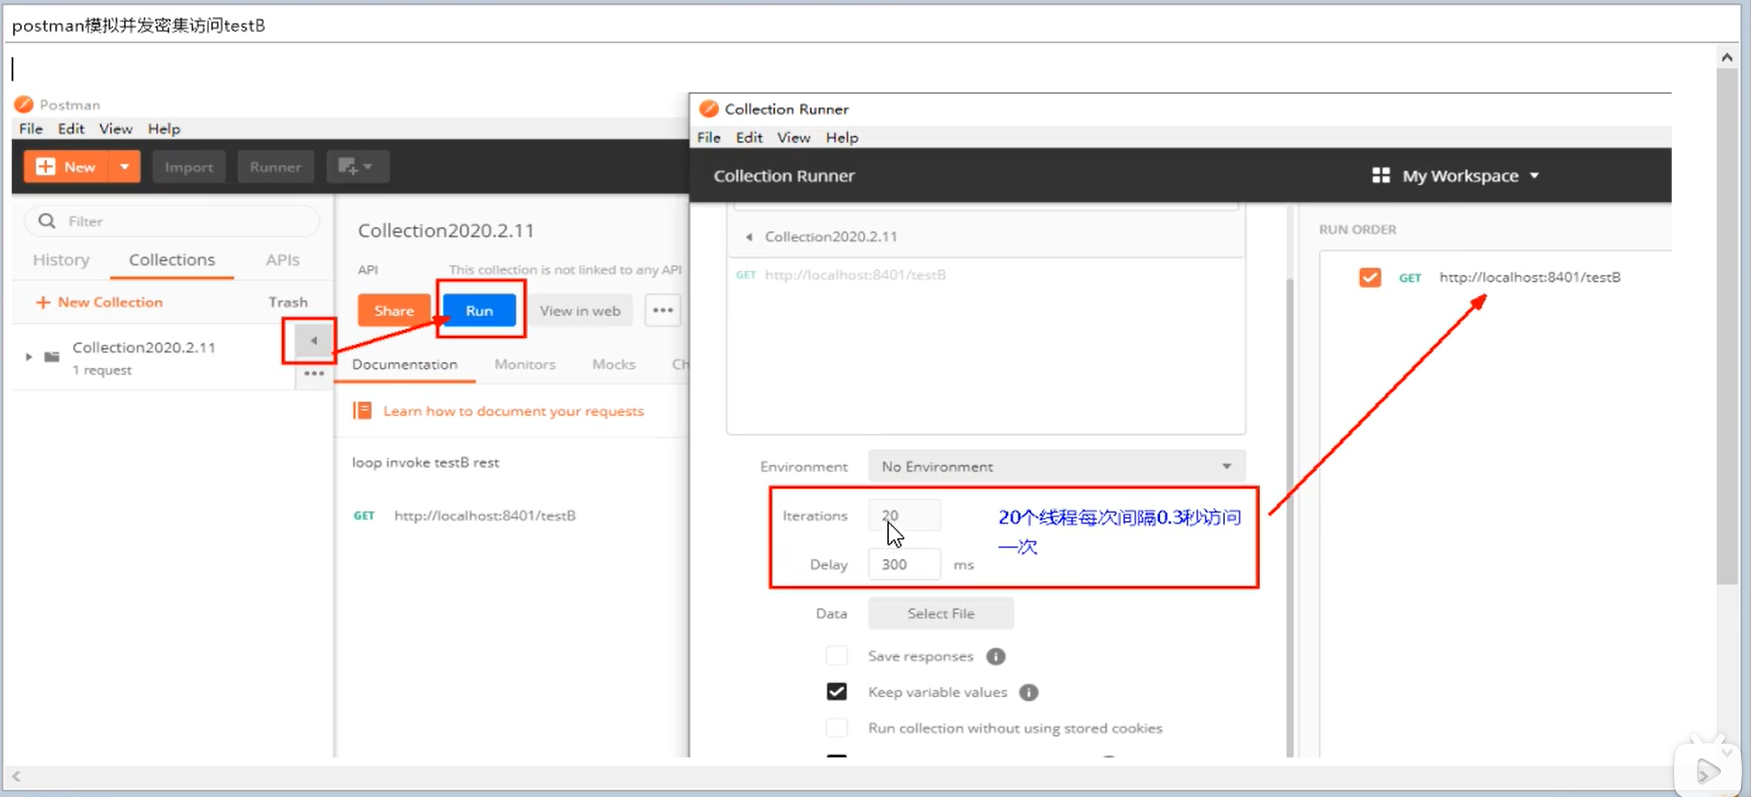 postman模拟并发密集访问testB
Postman
File Edit View Help
New Import Runner
Filter
History Collections APIs
New Collection Trash
Collection2020.2.11
1 request
Collection2020.2.11
API This collection is not linked to any API
Share Run View in web
Documentation Monitors Mocks Ch
Learn how to document your requests
loop invoke testB rest
GET http://localhost:8401/testB
Collection Runner
File Edit View Help
Collection Runner
My Workspace
Collection2020.2.11
GET http://localhost:8401/testB
Environment No Environment
Iterations 20
Delay 300 ms
20个线程每次间隔0.3秒访问
一次
Data Select File
Save responses
Keep variable values
Run collection without using stored cookies
RUN ORDER
GET http://localhost:8401/testB